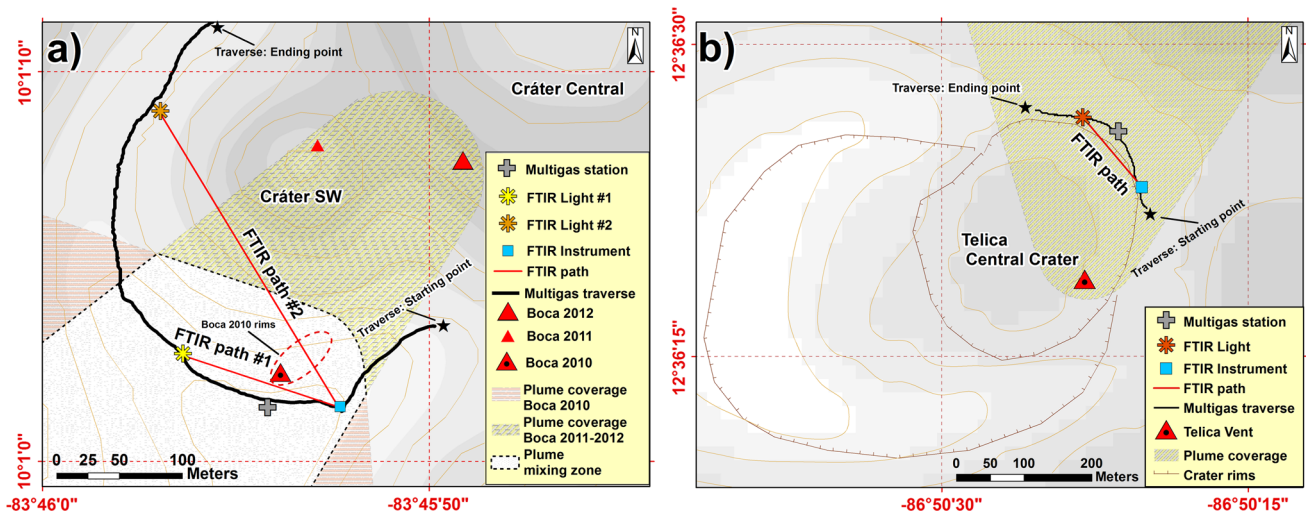 a)
N
Traverse: Ending point
Cráter Central
Cráter SW
FTIR path #2
Traverse: Starting point
Boca 2010 rims
FTIR path #1
Multigas station
FTIR Light #1
FTIR Light #2
FTIR Instrument
FTIR path
Multigas traverse
Boca 2012
Boca 2011
Boca 2010
Plume coverage
Boca 2010
Plume coverage
Boca 2011-2012
Plume
mixing zone
0 25 50 100
Meters
10°1'10"
10°1'0"
-83°46'0"
-83°45'50"
b)
N
Traverse: Ending point
FTIR path
Traverse: Starting point
Telica
Central Crater
Multigas station
FTIR Light
FTIR Instrument
FTIR path
Multigas traverse
Telica Vent
Plume coverage
Crater rims
0 50 100 200
Meters
12°36'30"
12°36'15"
-86°50'30"
-86°50'15"